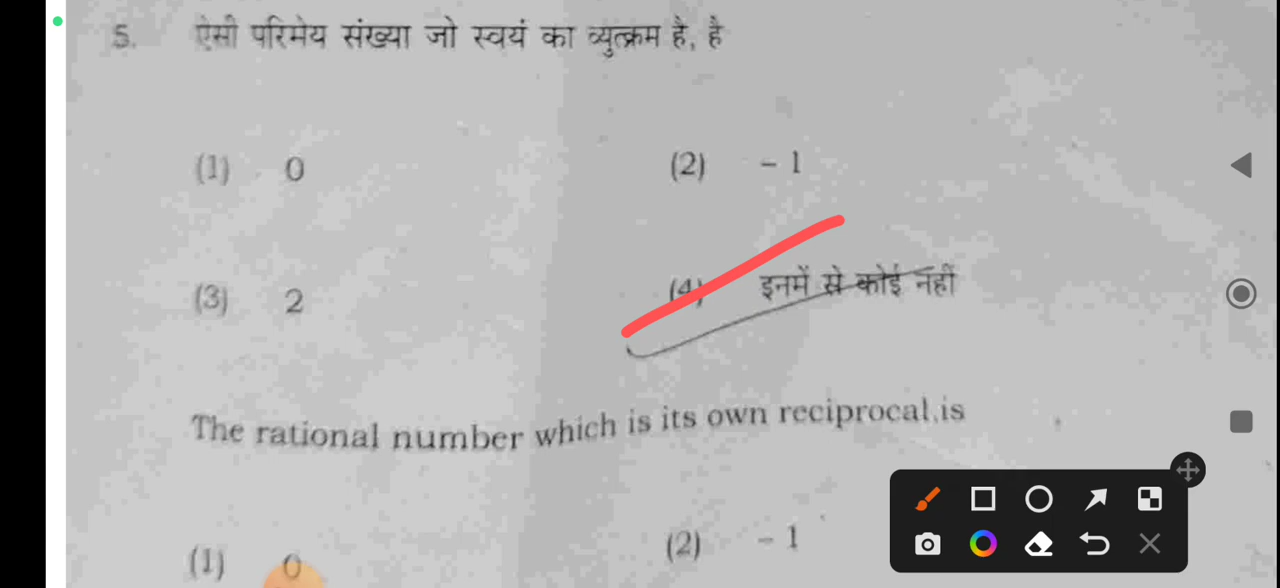 5. ऐसी परिमेय संख्या जो स्वयं का व्युत्क्रम है, है
(1) 0 (2) – 1
(3) 2 (4) इनमें से कोई नहीं
The rational number which is its own reciprocal is
(1) 0 (2) – 1